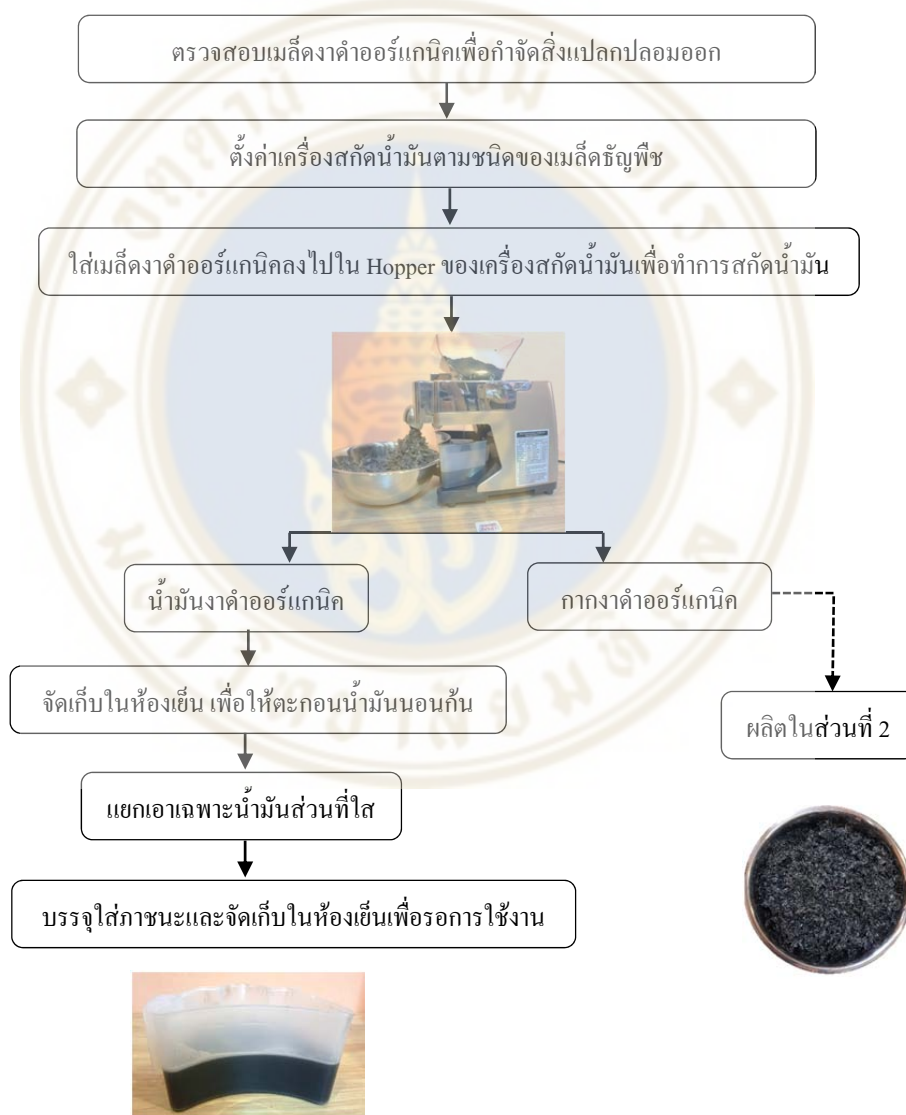 ตรวจสอบเมล็ดงาดำออร์แกนิคเพื่อกำจัดสิ่งแปลกปลอมออก
ตั้งค่าเครื่องสกัดน้ำมันตามชนิดของเมล็ดธัญพืช
ใส่เมล็ดงาดำออร์แกนิคลงไปใน Hopper ของเครื่องสกัดน้ำมันเพื่อทำการสกัดน้ำมัน
น้ำมันงาดำออร์แกนิค
กากงาดำออร์แกนิค
จัดเก็บในห้องเย็น เพื่อให้ตะกอนน้ำมันนอนก้น
ผลิตในส่วนที่ 2
แยกเอาเฉพาะน้ำมันส่วนที่ใส
บรรจุใส่ภาชนะและจัดเก็บในห้องเย็นเพื่อรอการใช้งาน